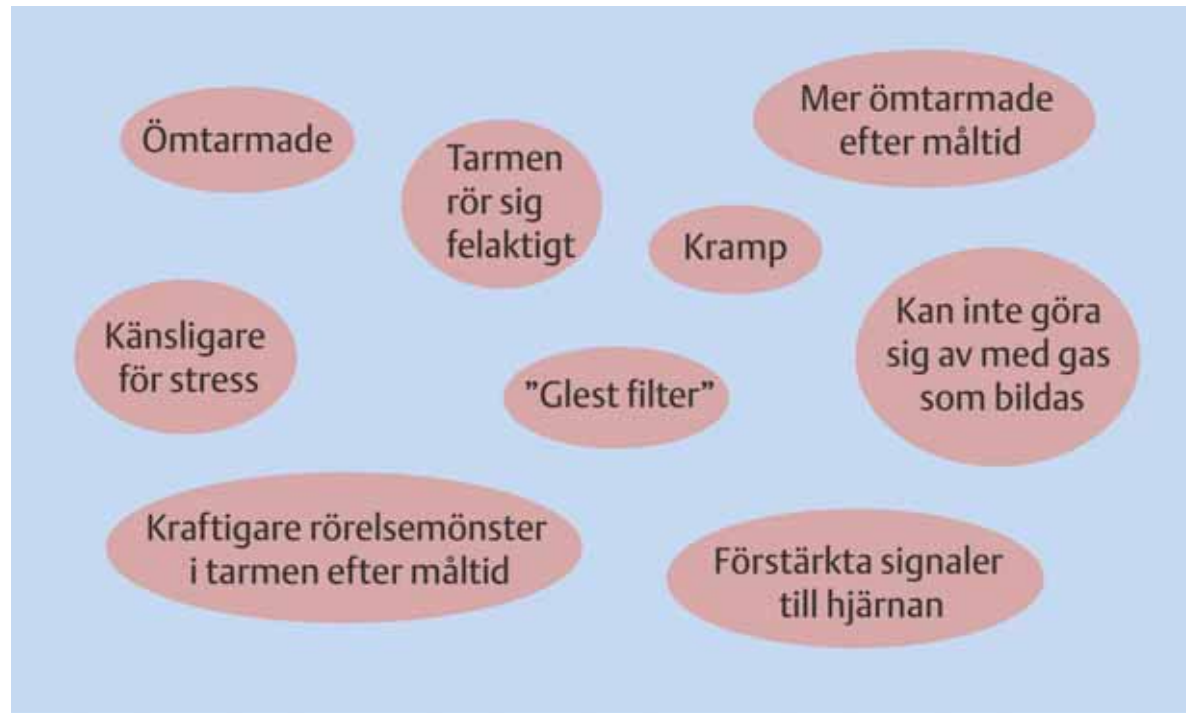 Ömtarmade
Tarmen
rör sig
felaktigt
Mer ömtarmade
efter måltid
Kramp
Känsligare
för stress
”Glest filter”
Kan inte göra
sig av med gas
som bildas
Kraftigare rörelsemönster
i tarmen efter måltid
Förstärkta signaler
till hjärnan